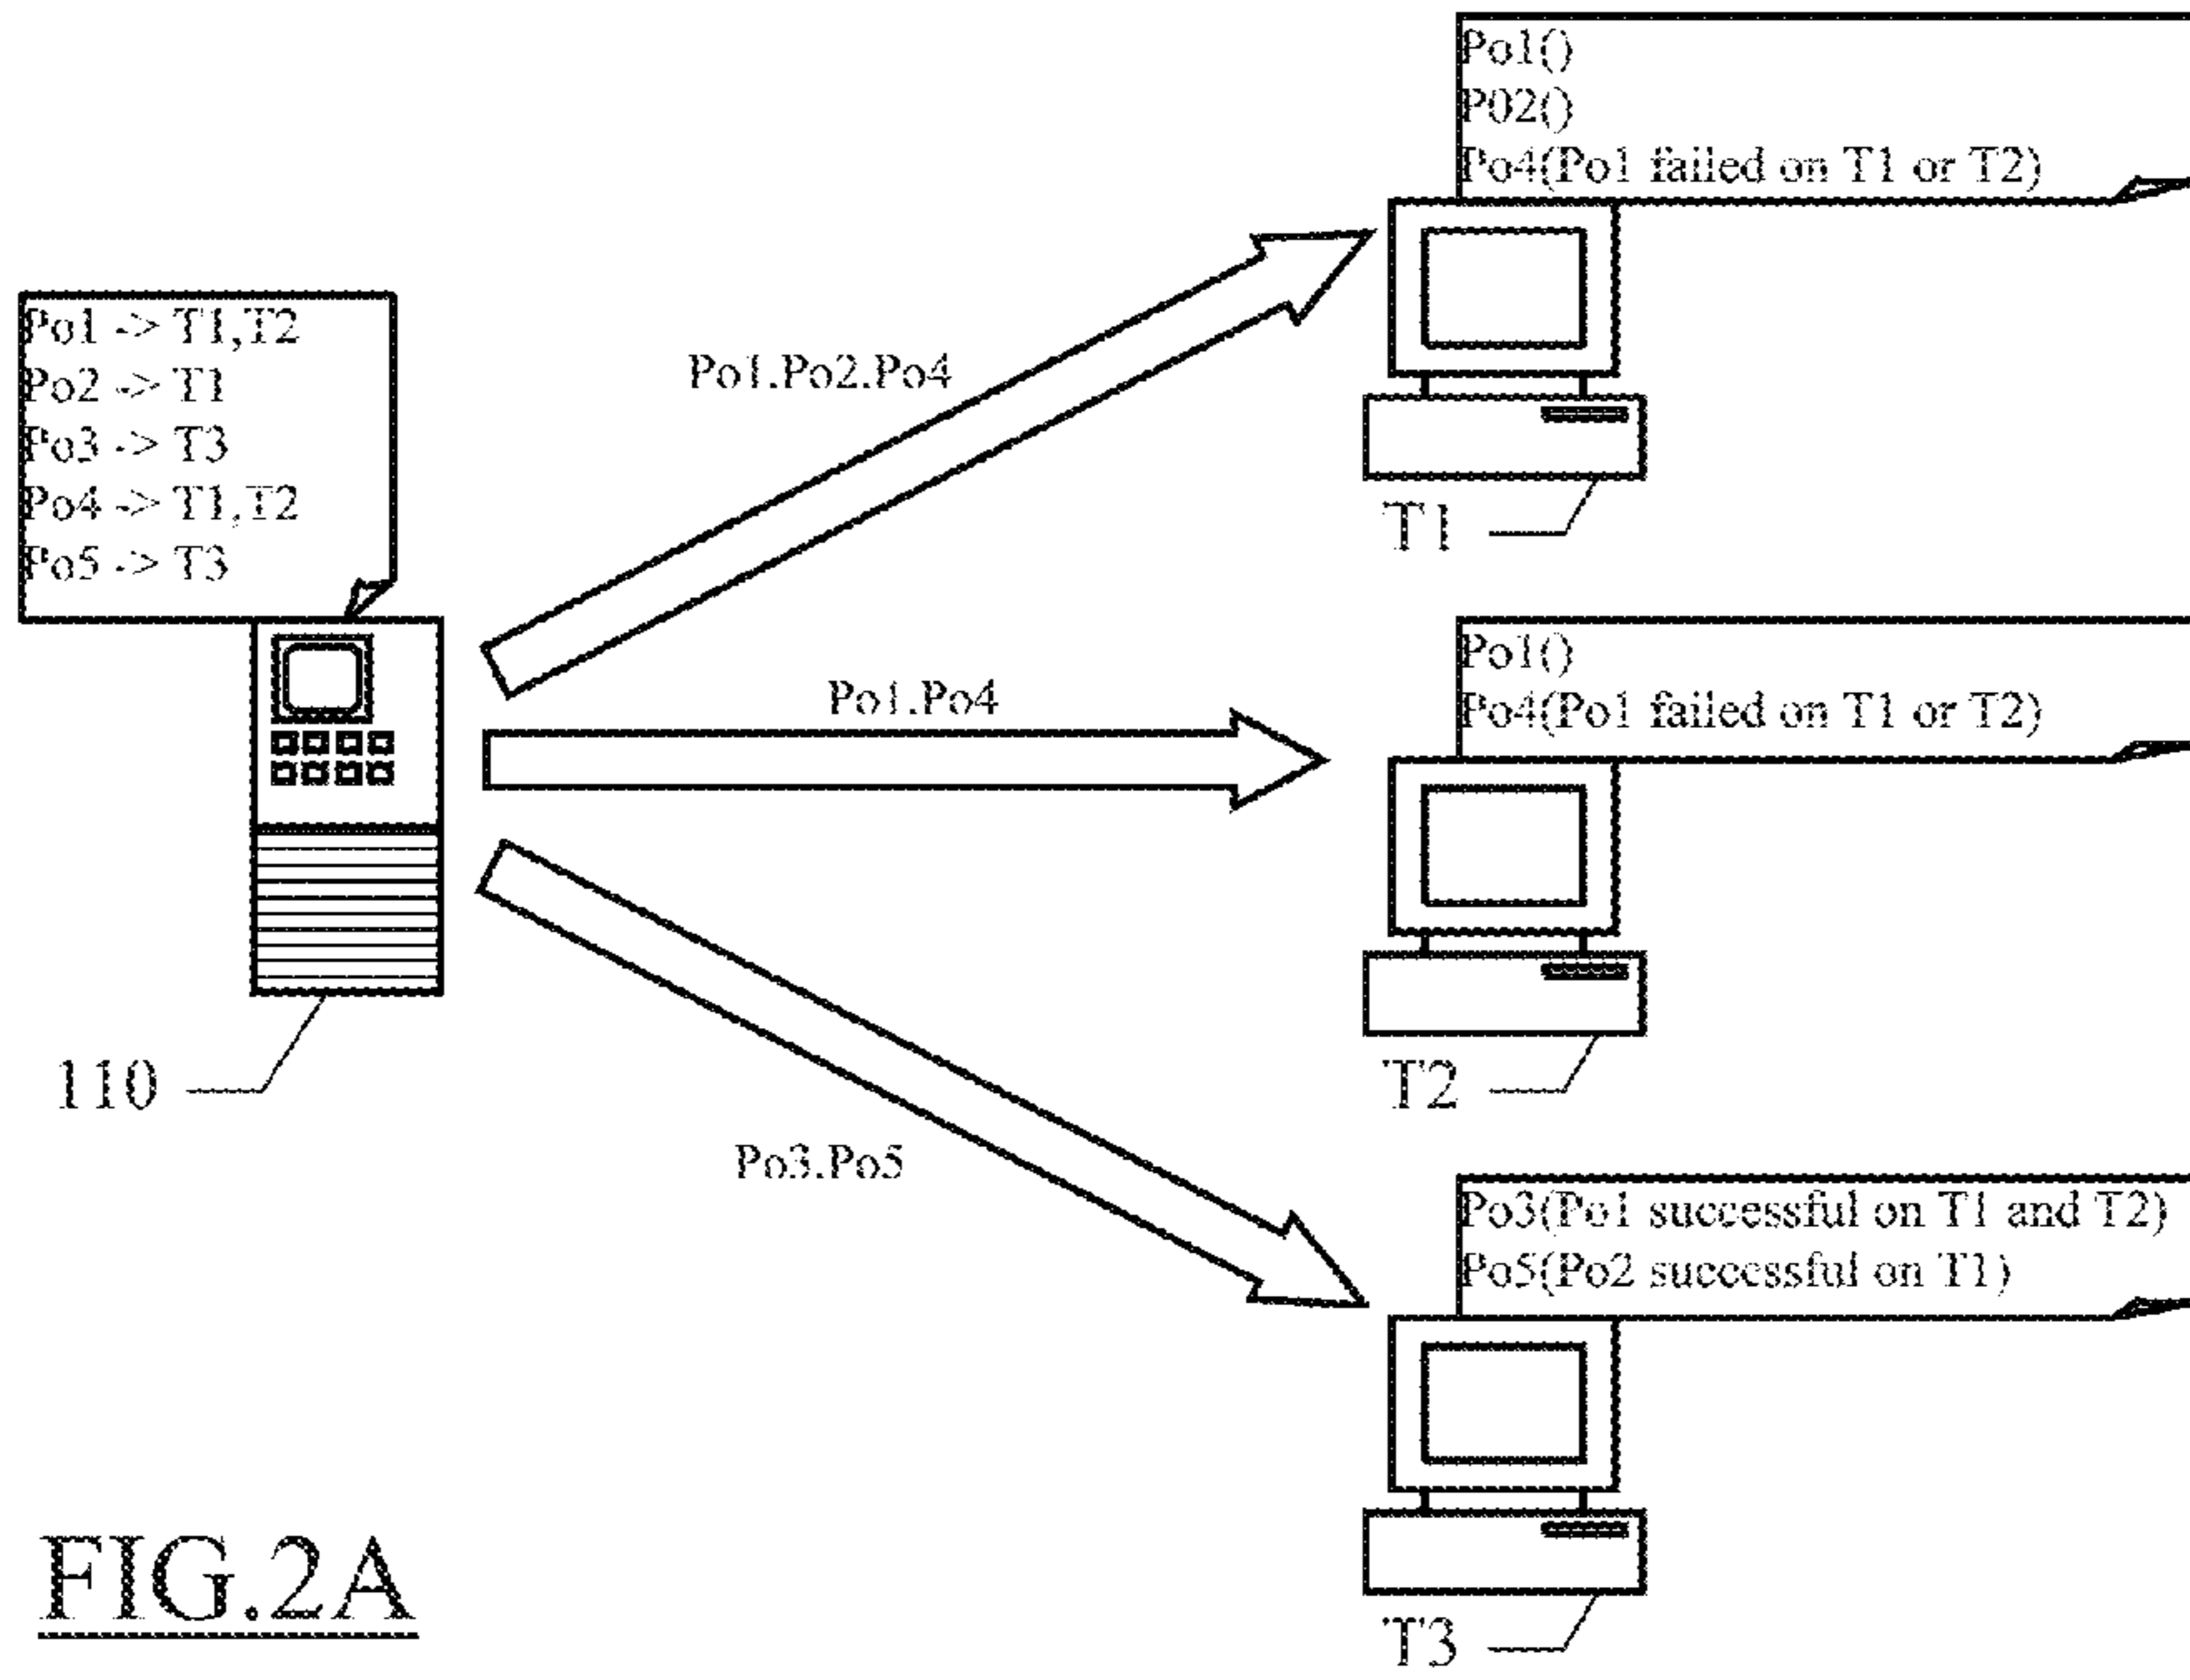 Po1()
P02()
Po4(Po1 failed on T1 or T2)
Po1 -> T1,T2
Po2 -> T1
Po3 -> T3
Po4 -> T1,T2
Po5 -> T3
Po1.Po2.Po4
T1
Po1()
Po4(Po1 failed on T1 or T2)
Po1.Po4
110
T2
Po3.Po5
Po3(Po1 successful on T1 and T2)
Po5(Po2 successful on T1)
T3
FIG.2A